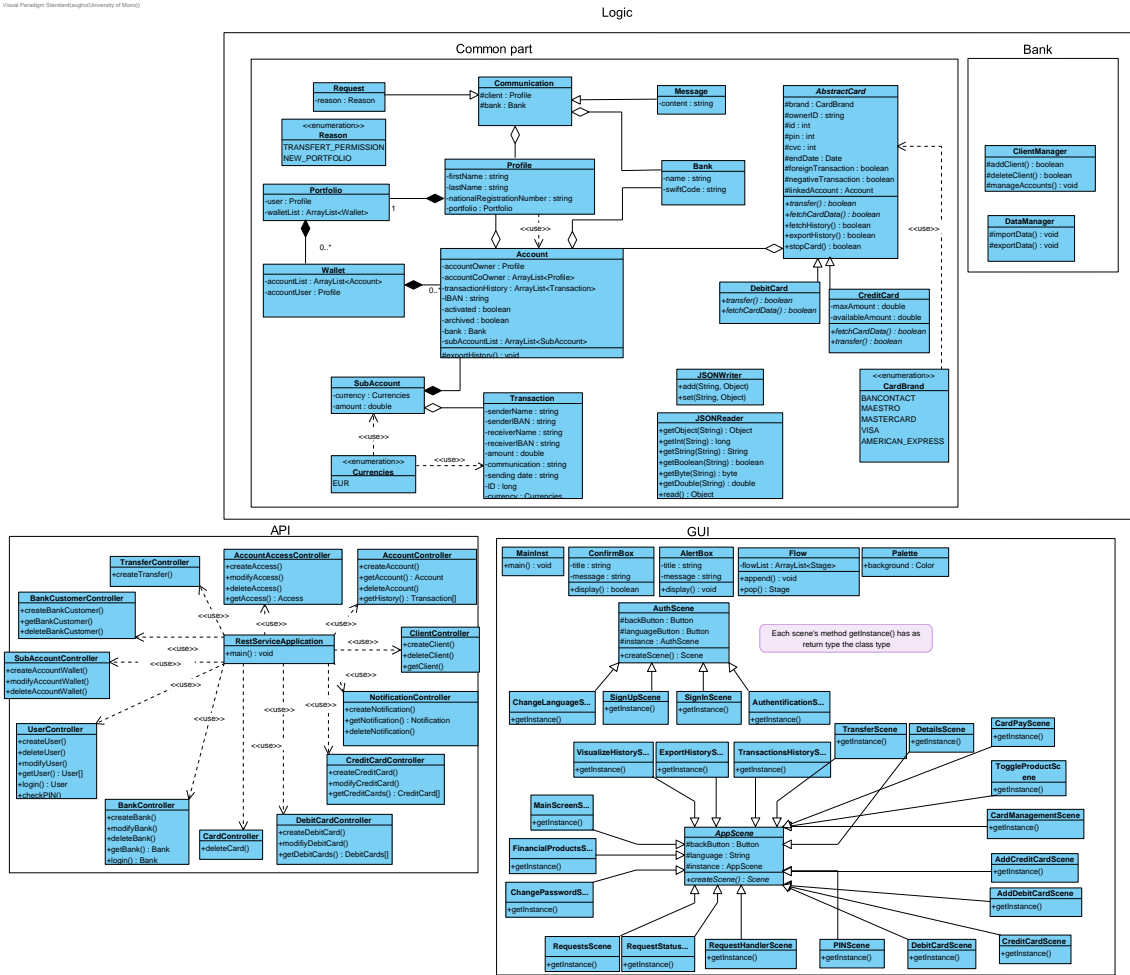 Visual Paradigm Standard(augho(University of Mons))
Logic
Common part
Bank
Request
-reason : Reason
<<enumeration>>
Reason
TRANSFERT_PERMISSION
NEW_PORTFOLIO
Communication
#client : Profile
#bank : Bank
Message
-content : string
AbstractCard
#brand : CardBrand
#ownerID : string
#id : int
#pin : int
#cvc : int
#endDate : Date
#foreignTransaction : boolean
#negativeTransaction : boolean
#linkedAccount : Account
+transfer() : boolean
+fetchCardData() : boolean
+fetchHistory() : boolean
+exportHistory() : boolean
+stopCard() : boolean
ClientManager
#addClient() : boolean
#deleteClient() : boolean
#manageAccounts() : void
DataManager
#importData() : void
#exportData() : void
Profile
-firstName : string
-lastName : string
-nationalRegistrationNumber : string
-portfolio : Portfolio
Bank
-name : string
-swiftCode : string
Portfolio
-user : Profile
-walletList : ArrayList<Wallet>
1
0..*
<<use>>
<<use>>
Wallet
-accountList : ArrayList<Account>
-accountUser : Profile
0..*
Account
-accountOwner : Profile
-accountCoOwner : ArrayList<Profile>
-transactionHistory : ArrayList<Transaction>
-IBAN : string
-activated : boolean
-archived : boolean
-bank : Bank
-subAccountList : ArrayList<SubAccount>
#exportHistory() : void
DebitCard
+transfer() : boolean
+fetchCardData() : boolean
CreditCard
-maxAmount : double
-availableAmount : double
+fetchCardData() : boolean
+transfer() : boolean
SubAccount
-currency : Currencies
-amount : double
<<use>>
<<enumeration>>
Currencies
EUR
<<use>>
Transaction
-senderName : string
-senderIBAN : string
-receiverName : string
-receiverIBAN : string
-amount : double
-communication : string
-sending date : string
-ID : long
-currency : Currencies
JSONWriter
+add(String, Object)
+set(String, Object)
JSONReader
+getObject(String) : Object
+getInt(String) : long
+getString(String) : String
+getBoolean(String) : boolean
+getByte(String) : byte
+getDouble(String) : double
+read() : Object
<<enumeration>>
CardBrand
BANCONTACT
MAESTRO
MASTERCARD
VISA
AMERICAN_EXPRESS
API
TransferController
+createTransfer()
AccountAccessController
+createAccess()
+modifyAccess()
+deleteAccess()
+getAccess() : Access
AccountController
+createAccount()
+getAccount() : Account
+deleteAccount()
+getHistory() : Transaction[]
BankCustomerController
+createBankCustomer()
+getBankCustomer()
+deleteBankCustomer()
<<use>>
<<use>>
<<use>>
<<use>>
RestServiceApplication
+main() : void
<<use>>
ClientController
+createClient()
+deleteClient()
+getClient()
SubAccountController
+createAccountWallet()
+modifyAccountWallet()
+deleteAccountWallet()
<<use>>
<<use>>
<<use>>
<<use>>
<<use>>
<<use>>
<<use>>
NotificationController
+createNotification()
+getNotification() : Notification
+deleteNotification()
UserController
+createUser()
+deleteUser()
+modifyUser()
+getUser() : User[]
+login() : User
+checkPIN()
CreditCardController
+createCreditCard()
+modifyCreditCard()
+getCreditCards() : CreditCard[]
BankController
+createBank()
+modifyBank()
+deleteBank()
+getBank() : Bank
+login() : Bank
CardController
+deleteCard()
DebitCardController
+createDebitCard()
+modifiyDebitCard()
+getDebitCards() : DebitCards[]
GUI
MainInst
+main() : void
ConfirmBox
-title : string
-message : string
+display() : boolean
AlertBox
-title : string
-message : string
+display() : void
Flow
-flowList : ArrayList<Stage>
+append() : void
+pop() : Stage
Palette
+background : Color
AuthScene
#backButton : Button
#languageButton : Button
#instance : AuthScene
+createScene() : Scene
Each scene's method getInstance() has as
return type the class type
ChangeLanguageS...
+getInstance()
SignUpScene
+getInstance()
SignInScene
+getInstance()
AuthentificationS...
+getInstance()
VisualizeHistoryS...
+getInstance()
ExportHistoryS...
+getInstance()
TransactionsHistoryS...
+getInstance()
TransferScene
+getInstance()
DetailsScene
+getInstance()
CardPayScene
+getInstance()
ToggleProductSc
ene
+getInstance()
MainScreenS...
+getInstance()
CardManagementScene
+getInstance()
AppScene
#backButton : Button
#language : String
#instance : AppScene
+createScene() : Scene
FinancialProductsS...
+getInstance()
AddCreditCardScene
+getInstance()
ChangePasswordS...
+getInstance()
AddDebitCardScene
+getInstance()
RequestsScene
+getInstance()
RequestStatus...
+getInstance()
RequestHandlerScene
+getInstance()
PINScene
+getInstance()
DebitCardScene
+getInstance()
CreditCardScene
+getInstance()